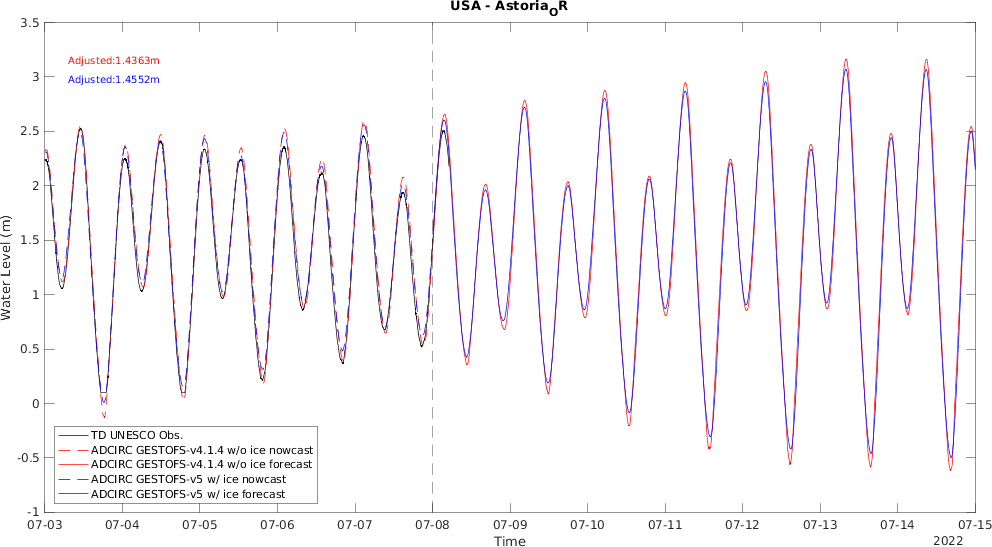 USA - Astoria_OR
3.5
3
2.5
2
1.5
1
0.5
0
-0.5
-1
Water Level (m)
Adjusted:1.4363m
Adjusted:1.4552m
TD UNESCO Obs.
ADCIRC GESTOFS-v4.1.4 w/o ice nowcast
ADCIRC GESTOFS-v4.1.4 w/o ice forecast
ADCIRC GESTOFS-v5 w/ ice nowcast
ADCIRC GESTOFS-v5 w/ ice forecast
07-03 07-04 07-05 07-06 07-07 07-08 07-09 07-10 07-11 07-12 07-13 07-14 07-15
Time
2022